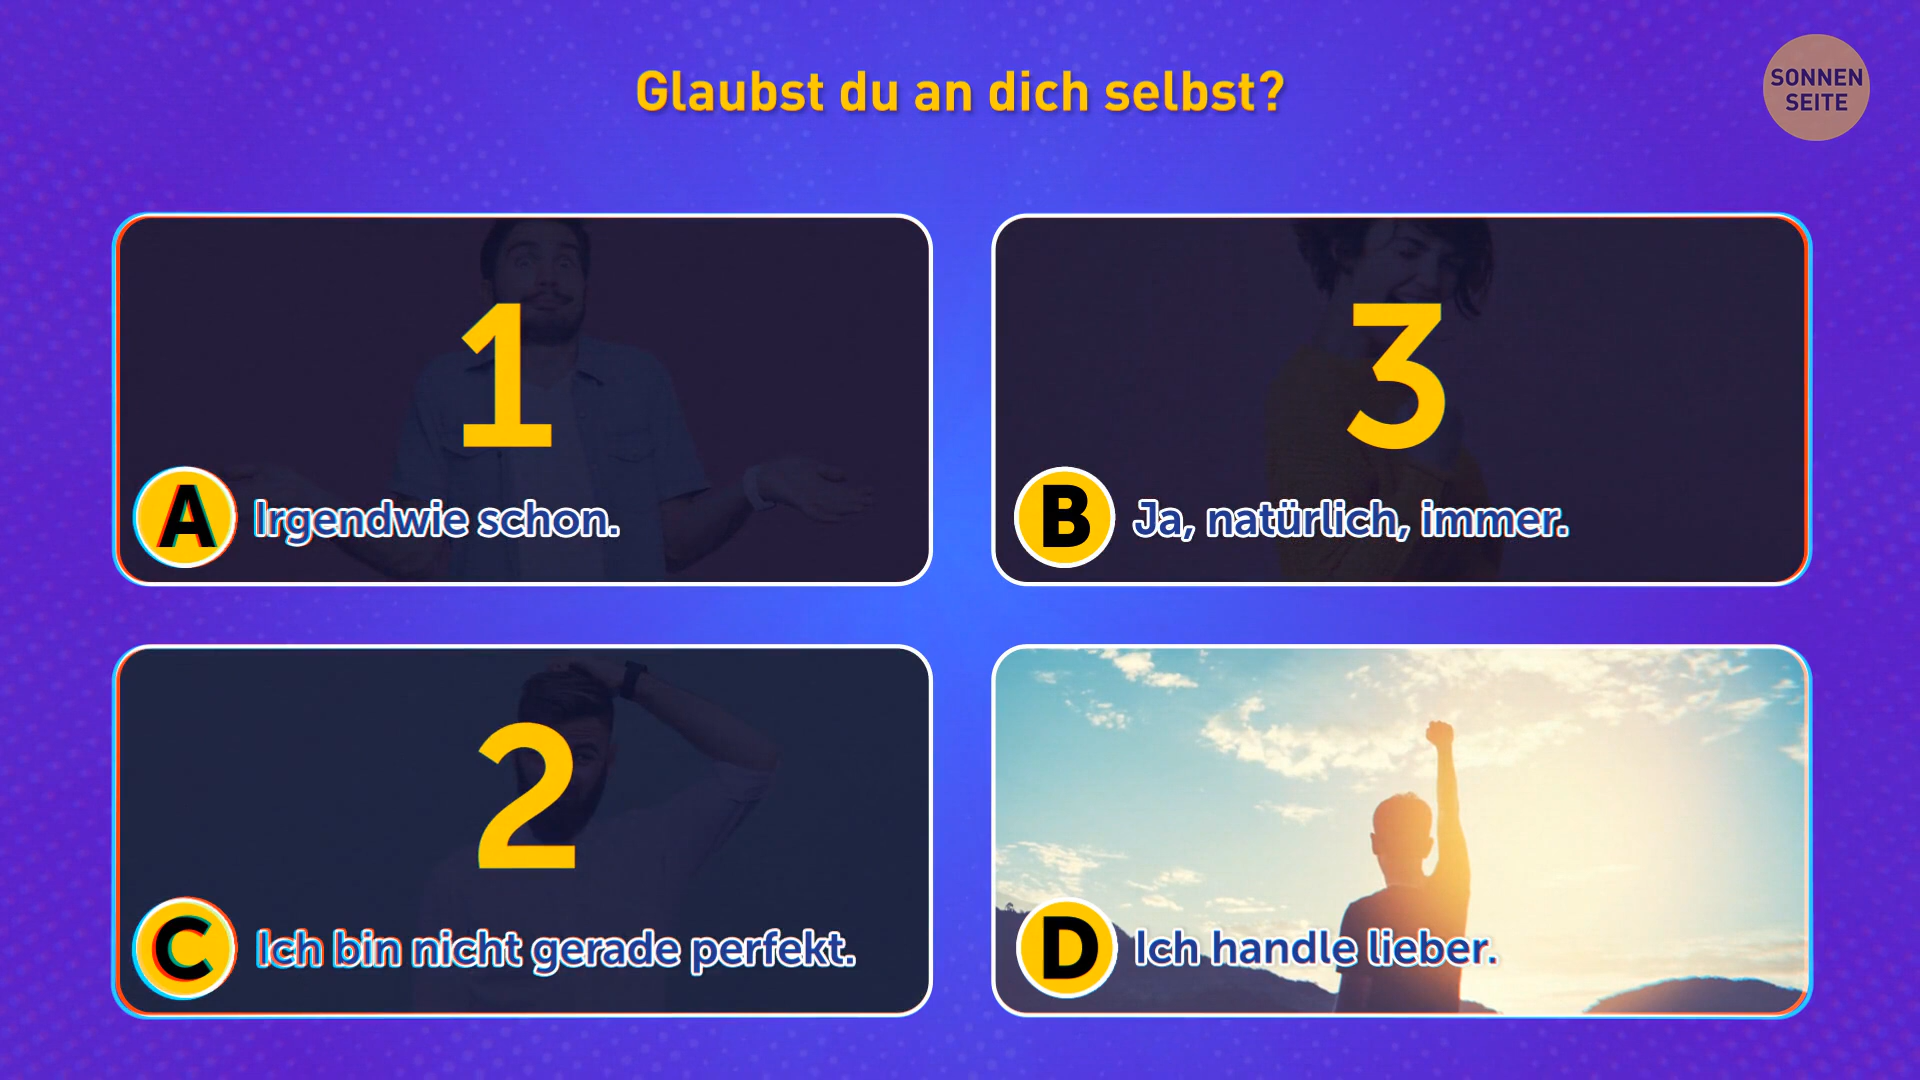 Glaubst du an dich selbst?
SONNEN
SEITE
1
A Irgendwie schon.
3
B Ja, natürlich, immer.
2
C Ich bin nicht gerade perfekt.
D Ich handle lieber.